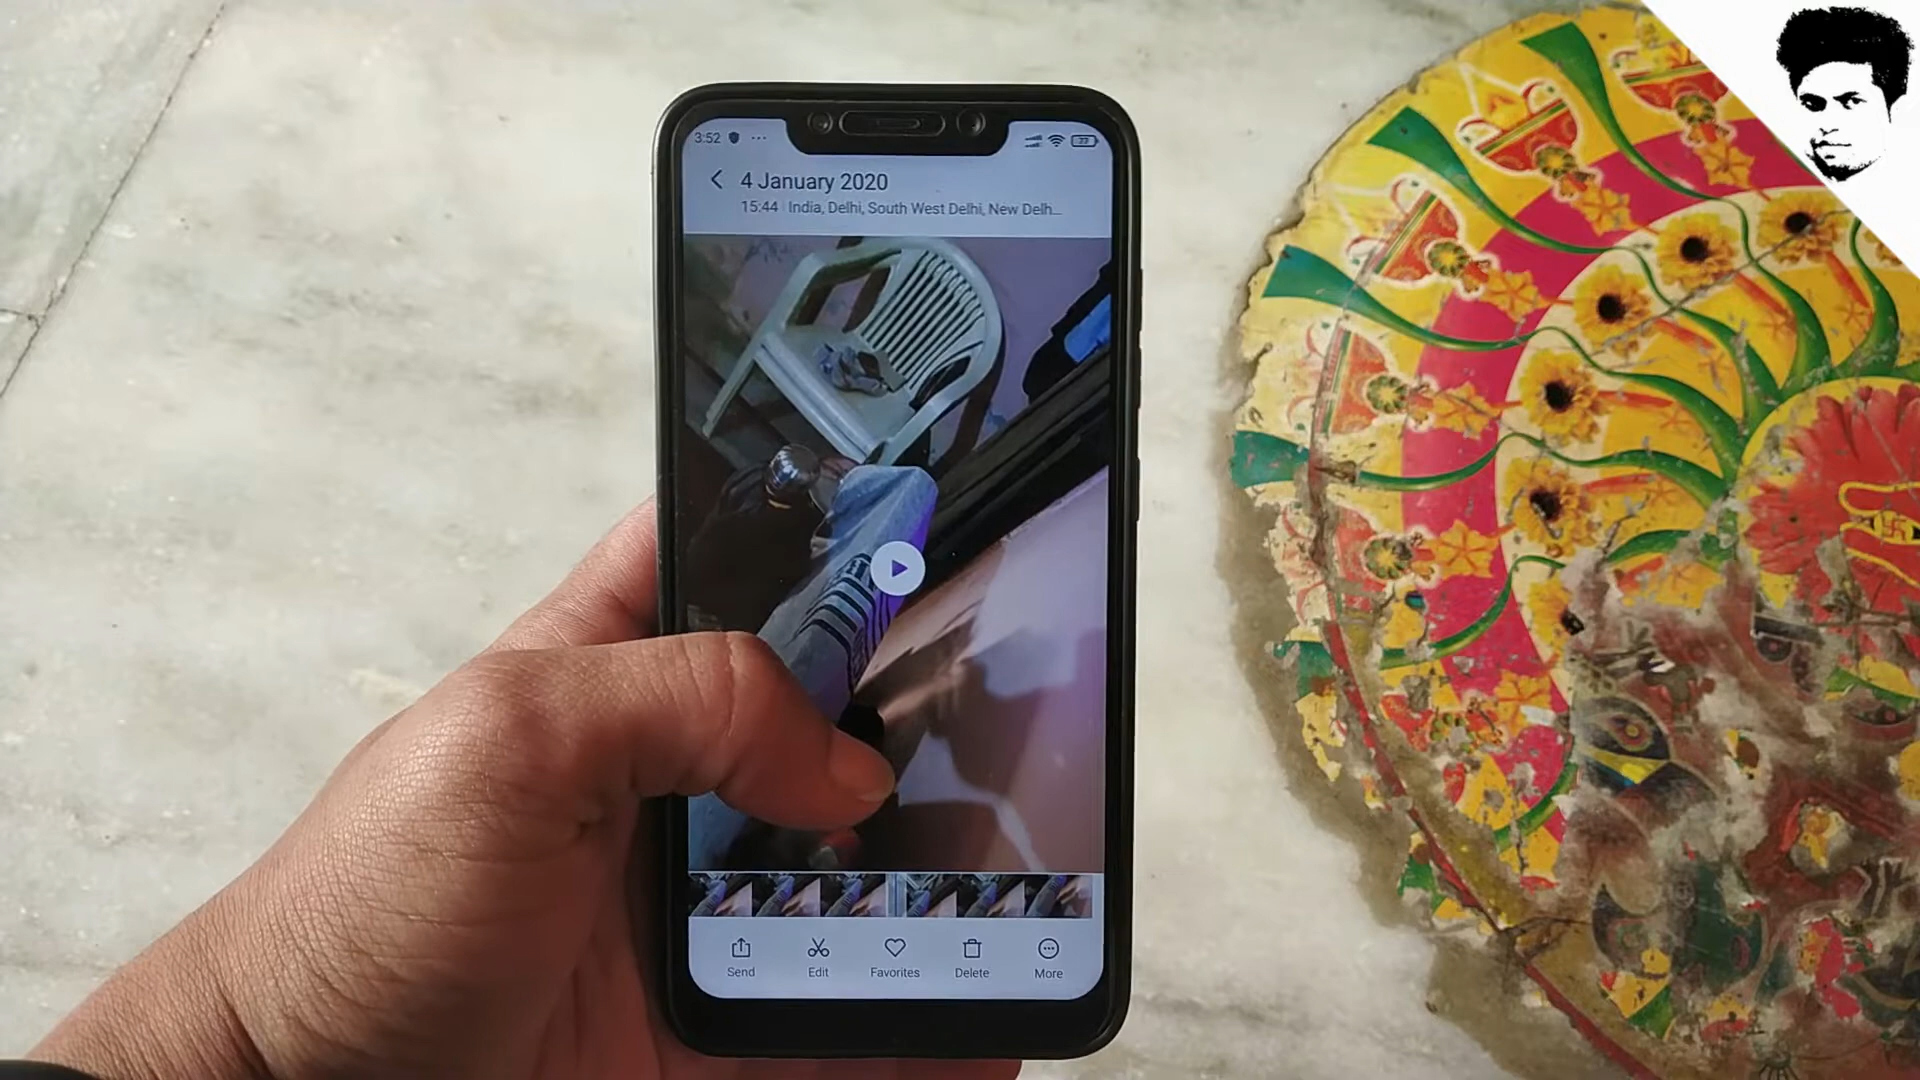 3:52 ... 77
4 January 2020
15:44 India, Delhi, South West Delhi, New Delh...
Send Edit Favorites Delete More